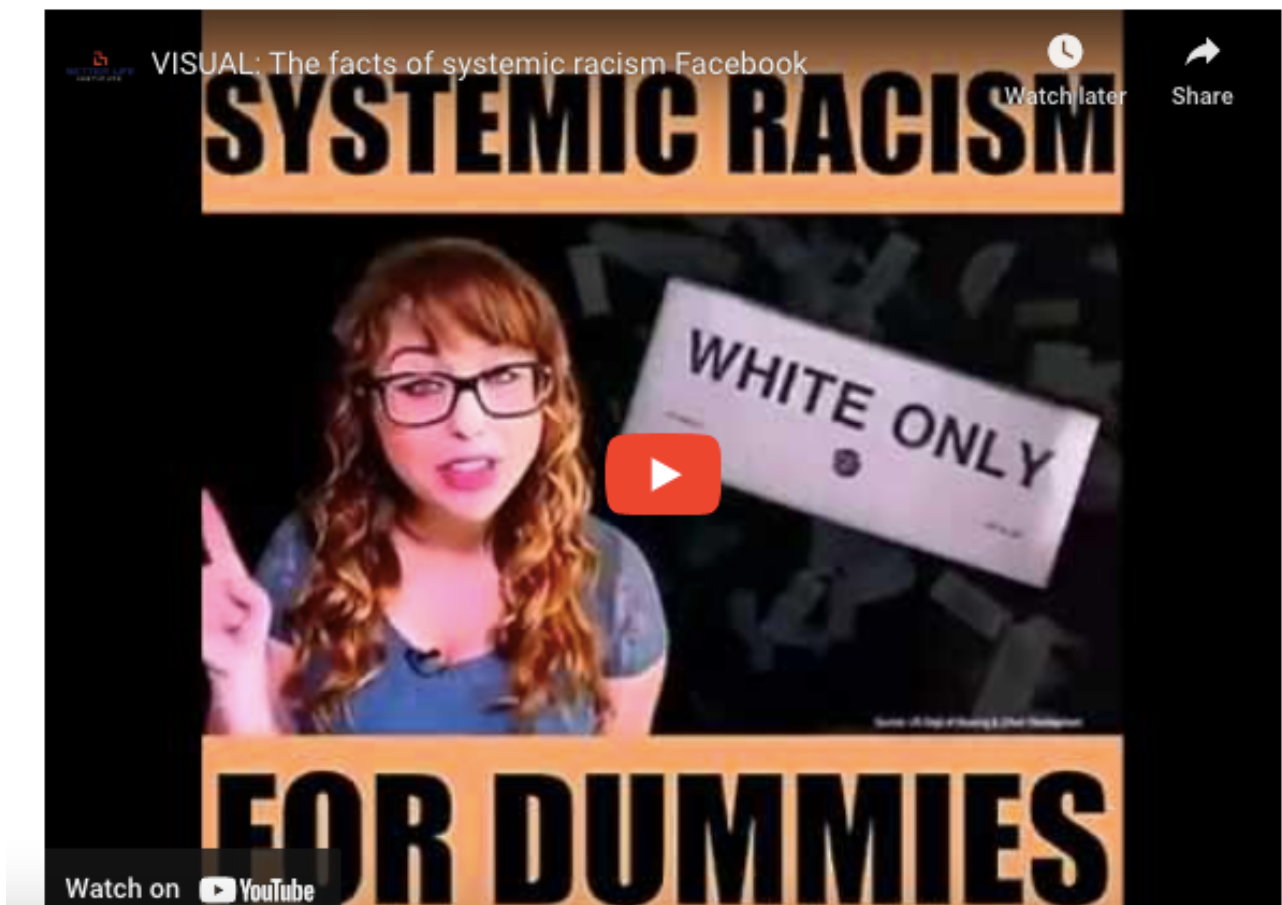 VISUAL: The facts of systemic racism Facebook
Watch later
Share
SYSTEMIC RACISM
WHITE ONLY
FOR DUMMIES
Watch on YouTube